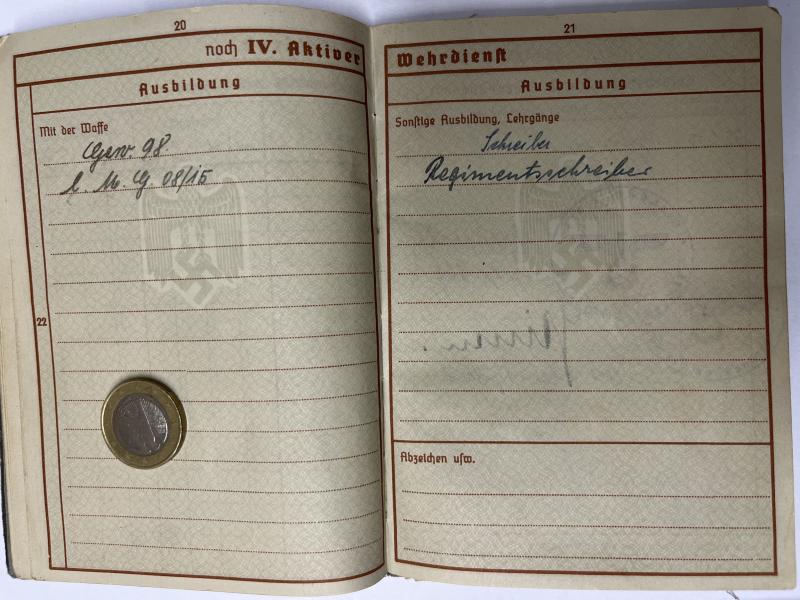 20
noch IV. Aktiver
Ausbildung
Mit der Waffe
Gew. 98
l. M. G 08/15
22
21
Wehrdienst
Ausbildung
Sonstige Ausbildung, Lehrgänge
Schreiber
Regimentsschreiber
Abzeichen usw.